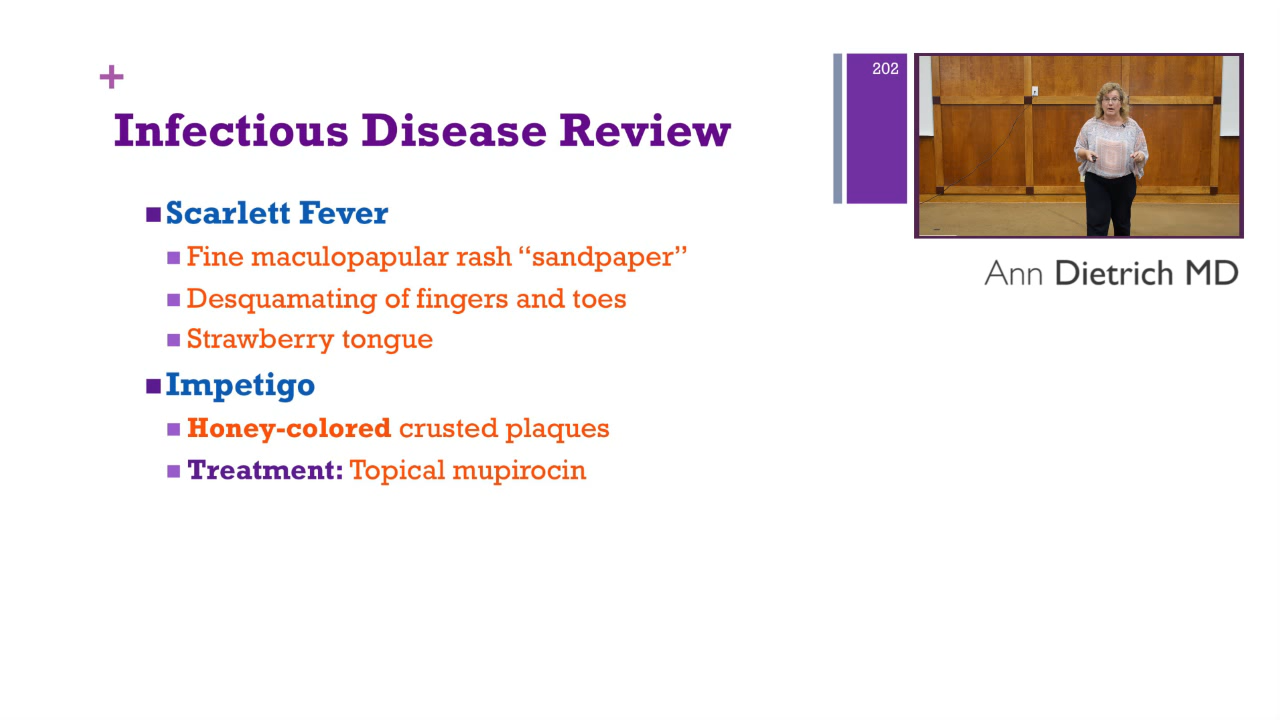 +
Infectious Disease Review
202
Scarlett Fever
Fine maculopapular rash “sandpaper”
Desquamating of fingers and toes
Strawberry tongue
Impetigo
Honey-colored crusted plaques
Treatment: Topical mupirocin
Ann Dietrich MD